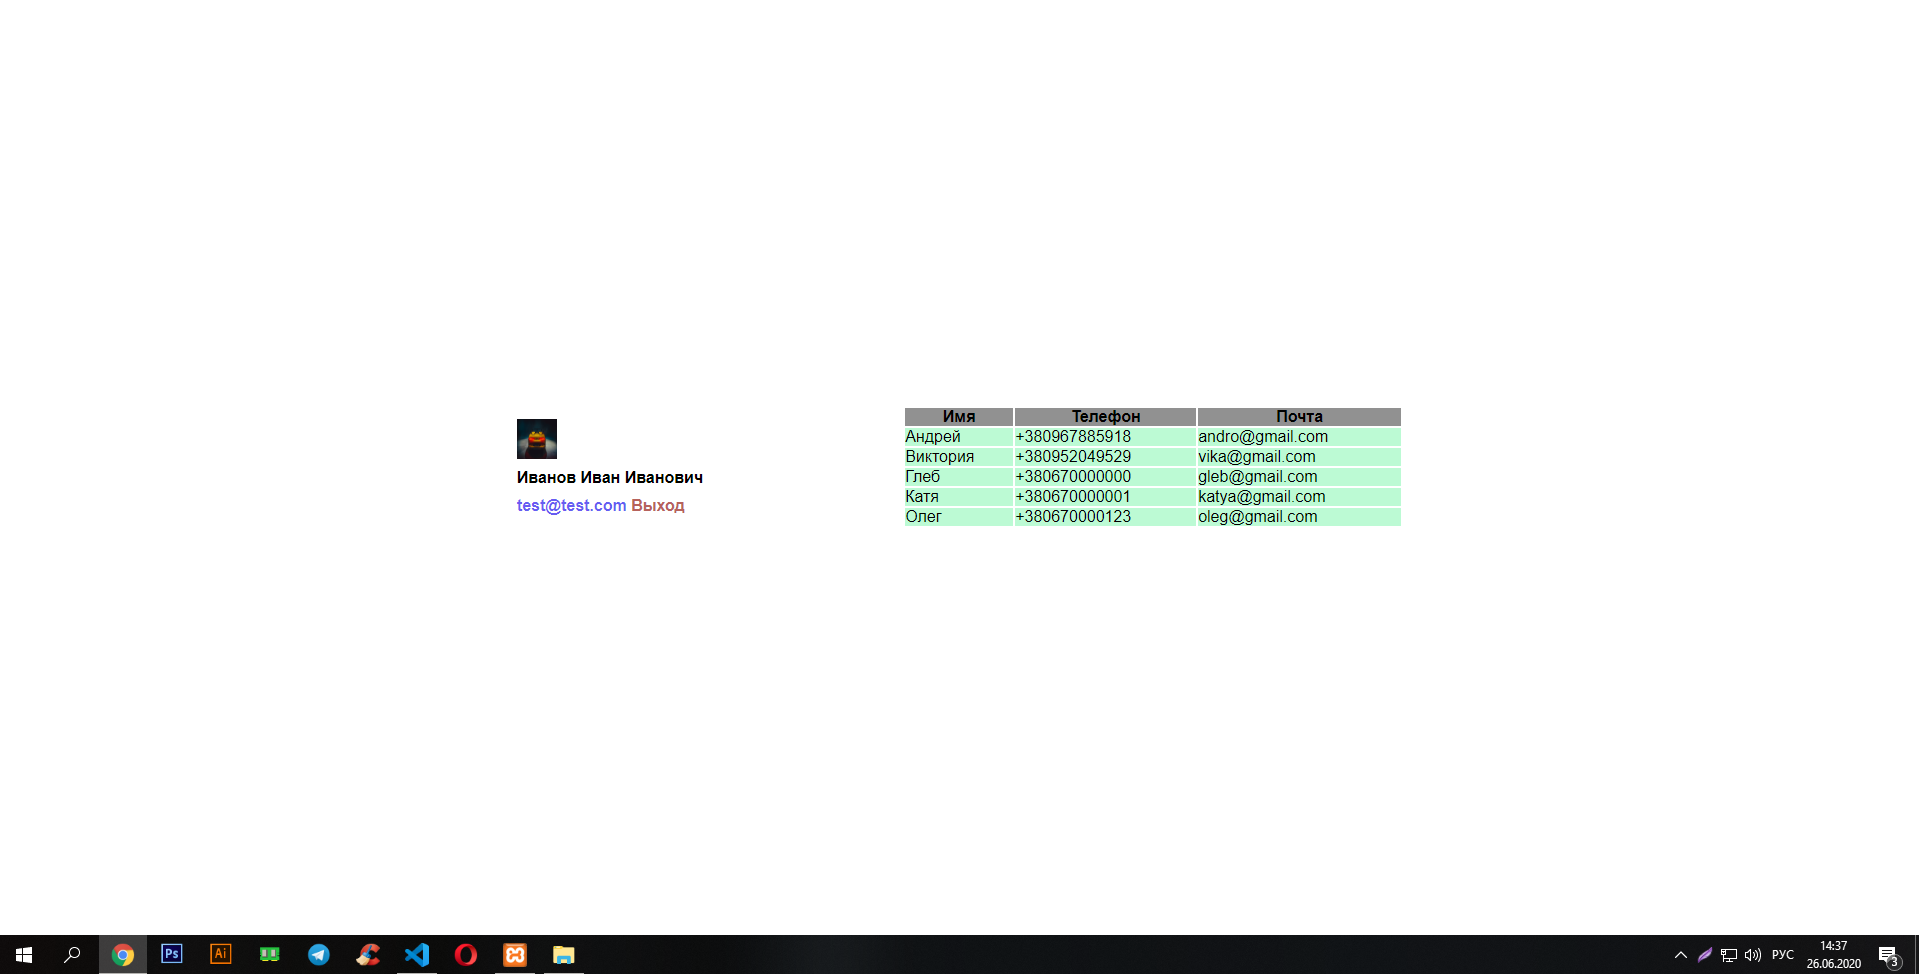 Иванов Иван Иванович
test@test.com Выход
Имя Телефон Почта
Андрей +380967885918 andro@gmail.com
Виктория +380952049529 vika@gmail.com
Глеб +380670000000 gleb@gmail.com
Катя +380670000001 katya@gmail.com
Олег +380670000123 oleg@gmail.com
Ps Ai РУС 14:37
26.06.2020 3